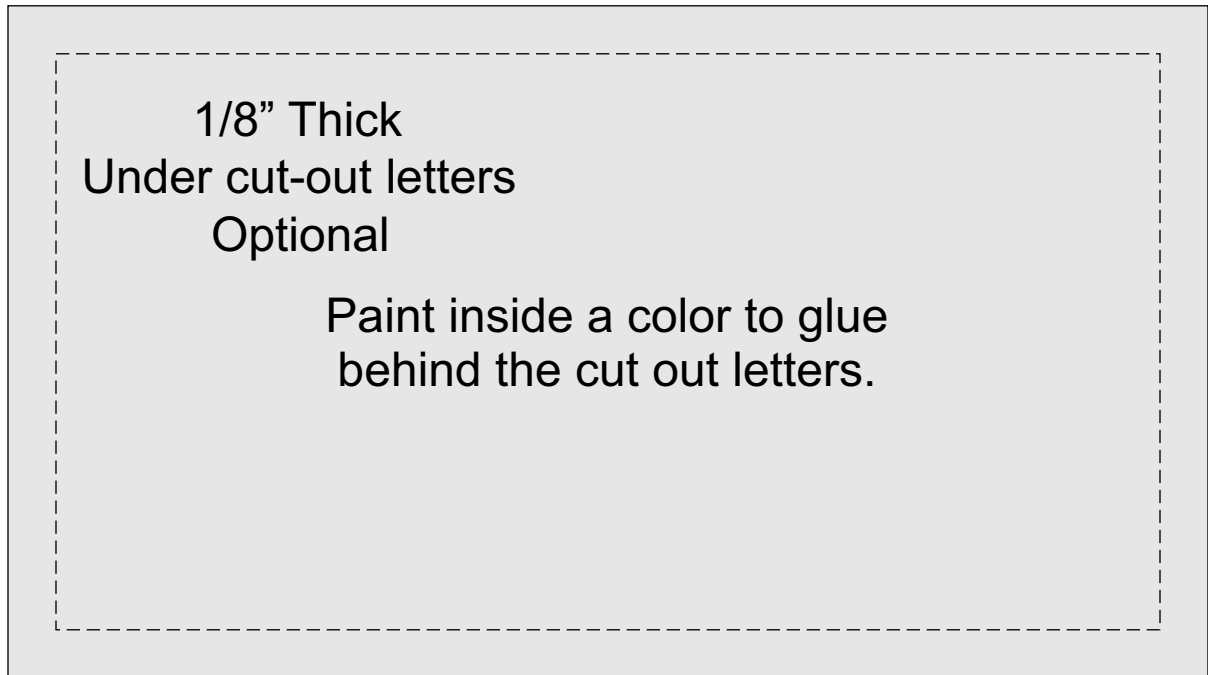 1/8” Thick
Under cut-out letters
Optional
Paint inside a color to glue
behind the cut out letters.